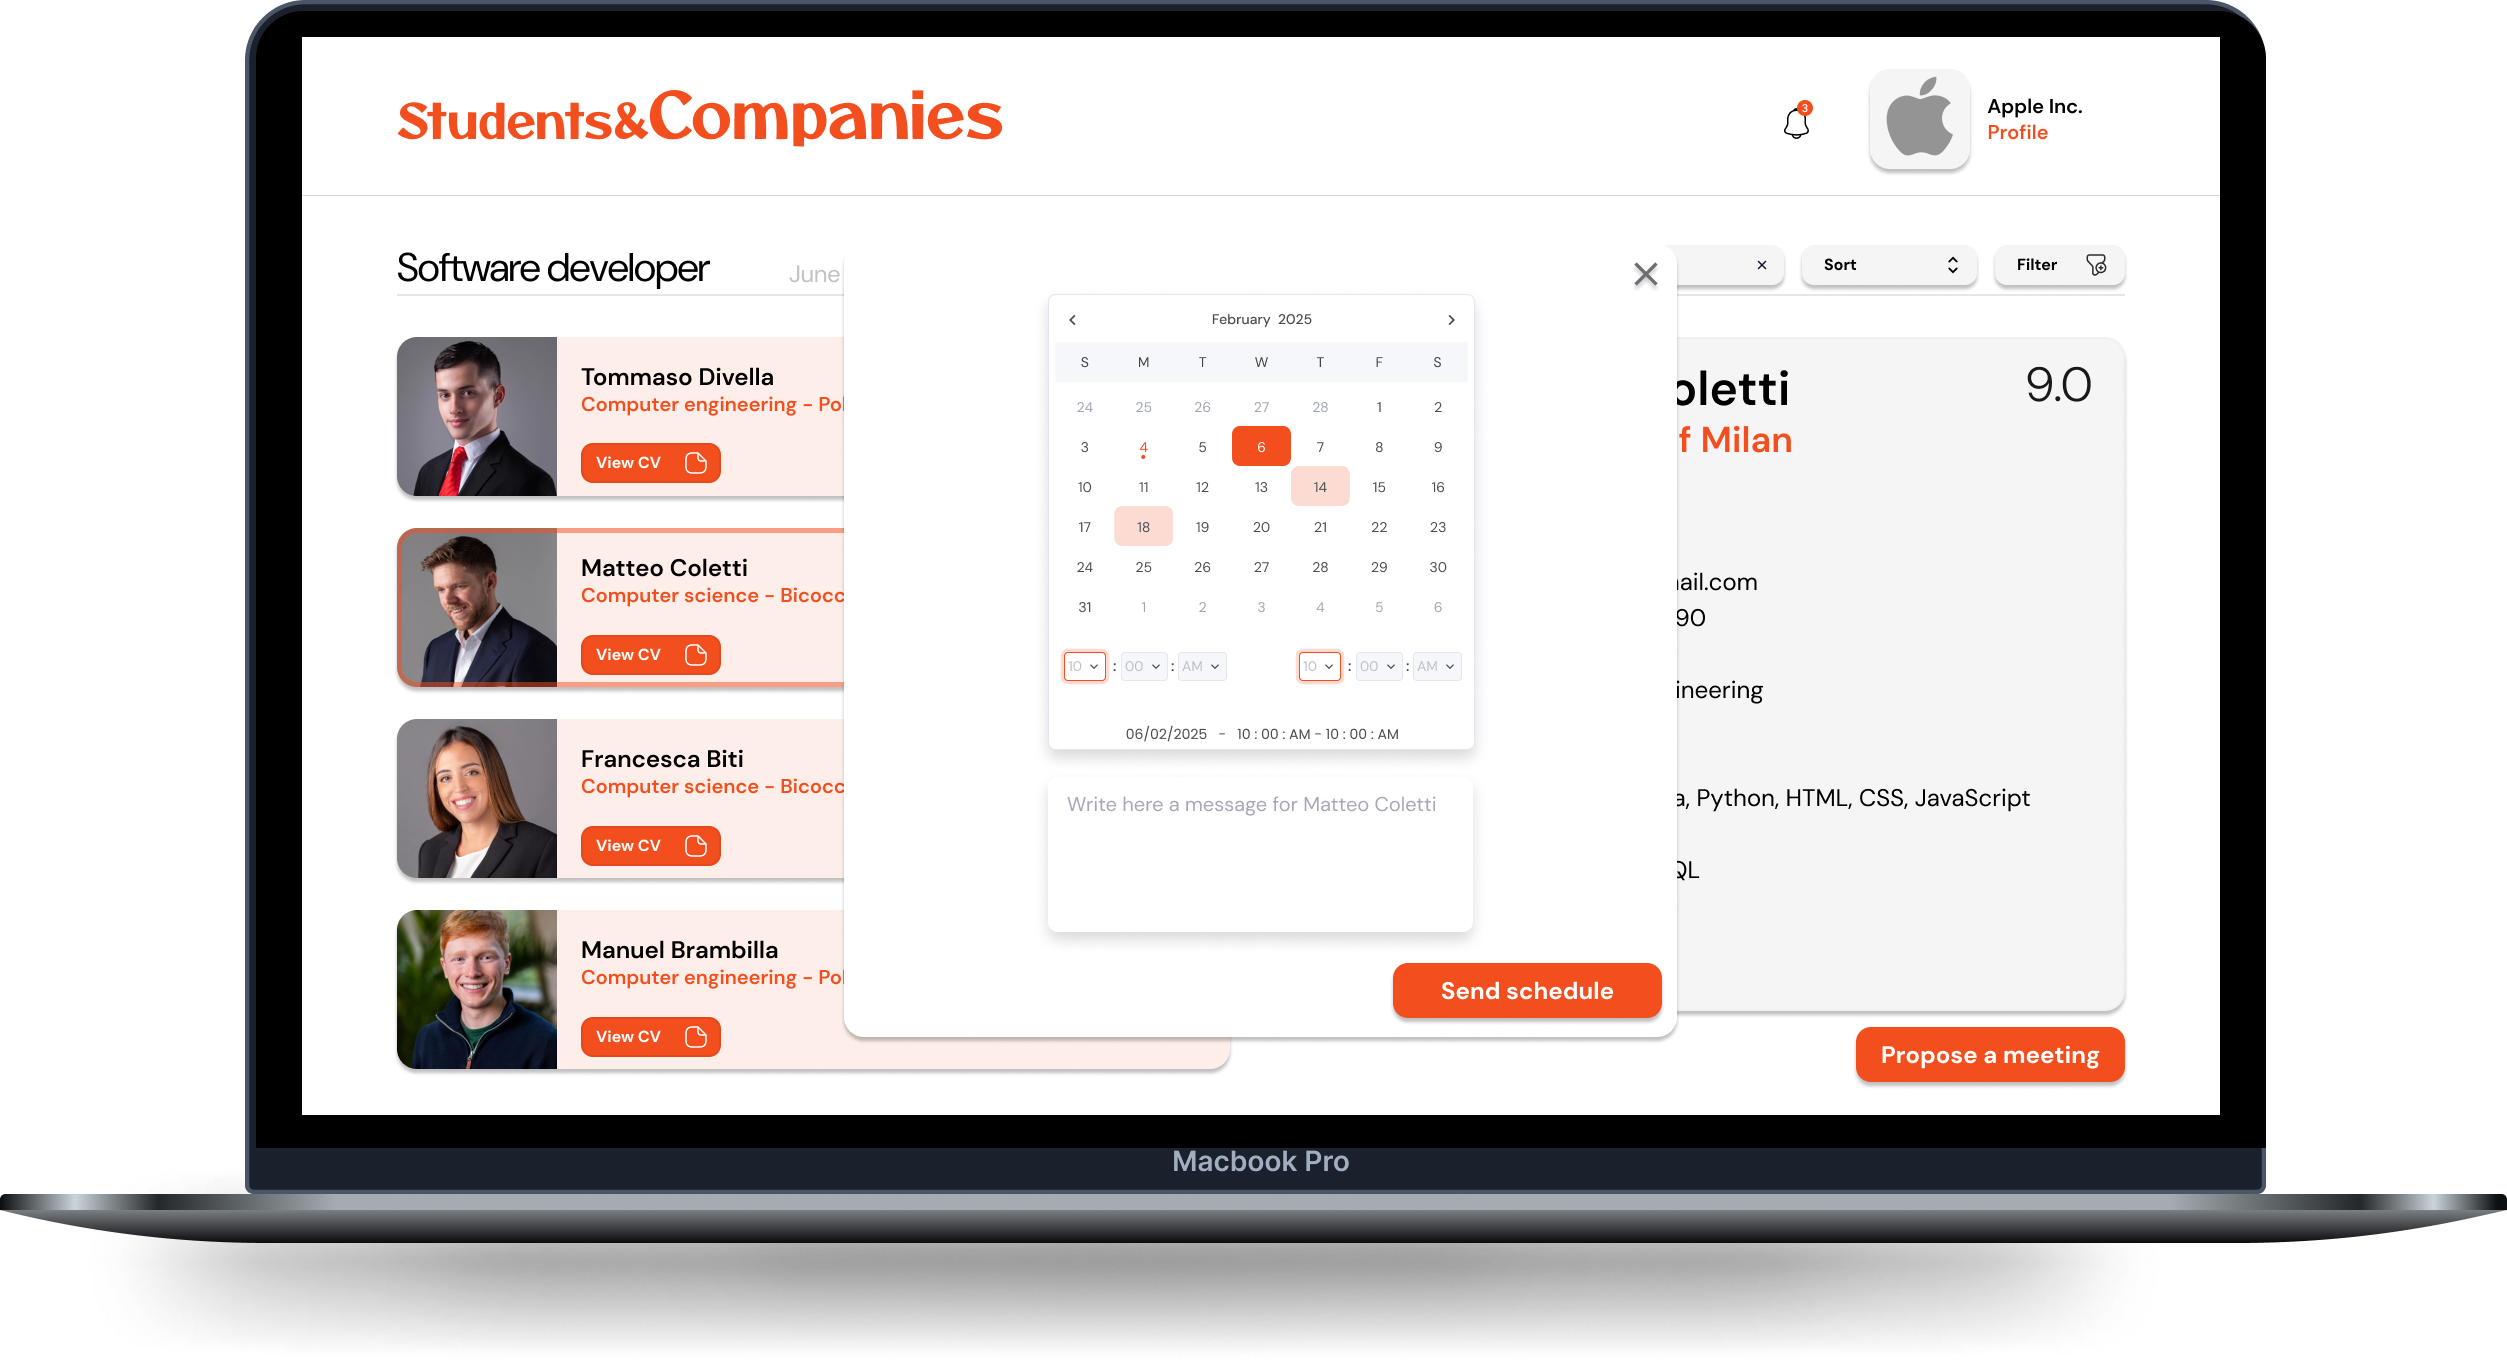 Students&Companies
3
Apple Inc.
Profile
Software developer
June
Sort
Filter
Tommaso Divella
Computer engineering - Pol
View CV
Matteo Coletti
Computer science - Bicocc
View CV
Francesca Biti
Computer science - Bicocc
View CV
Manuel Brambilla
Computer engineering - Pol
View CV
February 2025
S M T W T F S
24 25 26 27 28 1 2
3 4 5 6 7 8 9
10 11 12 13 14 15 16
17 18 19 20 21 22 23
24 25 26 27 28 29 30
31 1 2 3 4 5 6
10 : 00 : AM 10 : 00 : AM
06/02/2025 - 10 : 00 : AM - 10 : 00 : AM
Write here a message for Matteo Coletti
Send schedule
oletti
9.0
f Milan
ail.com
90
ineering
a, Python, HTML, CSS, JavaScript
QL
Propose a meeting
Macbook Pro